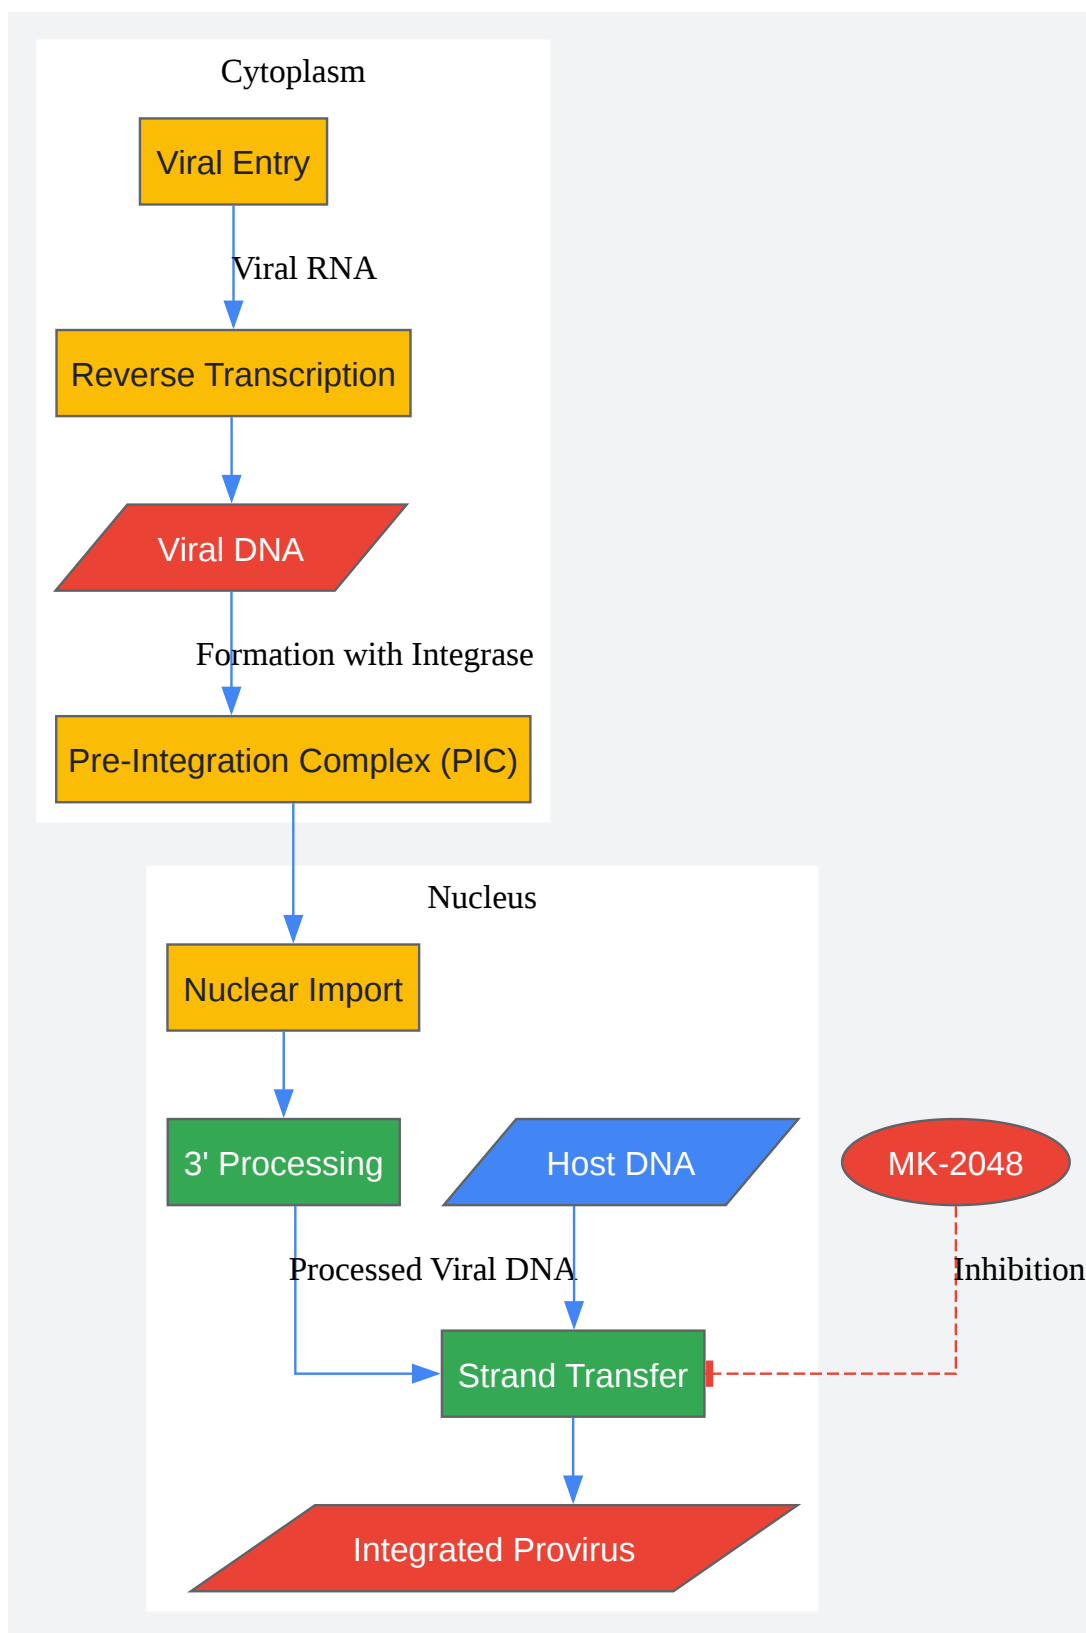 Cytoplasm
Viral Entry
Viral RNA
Reverse Transcription
Viral DNA
Formation with Integrase
Pre-Integration Complex (PIC)
Nucleus
Nuclear Import
3' Processing
Host DNA
MK-2048
Processed Viral DNA
Inhibition
Strand Transfer
Integrated Provirus